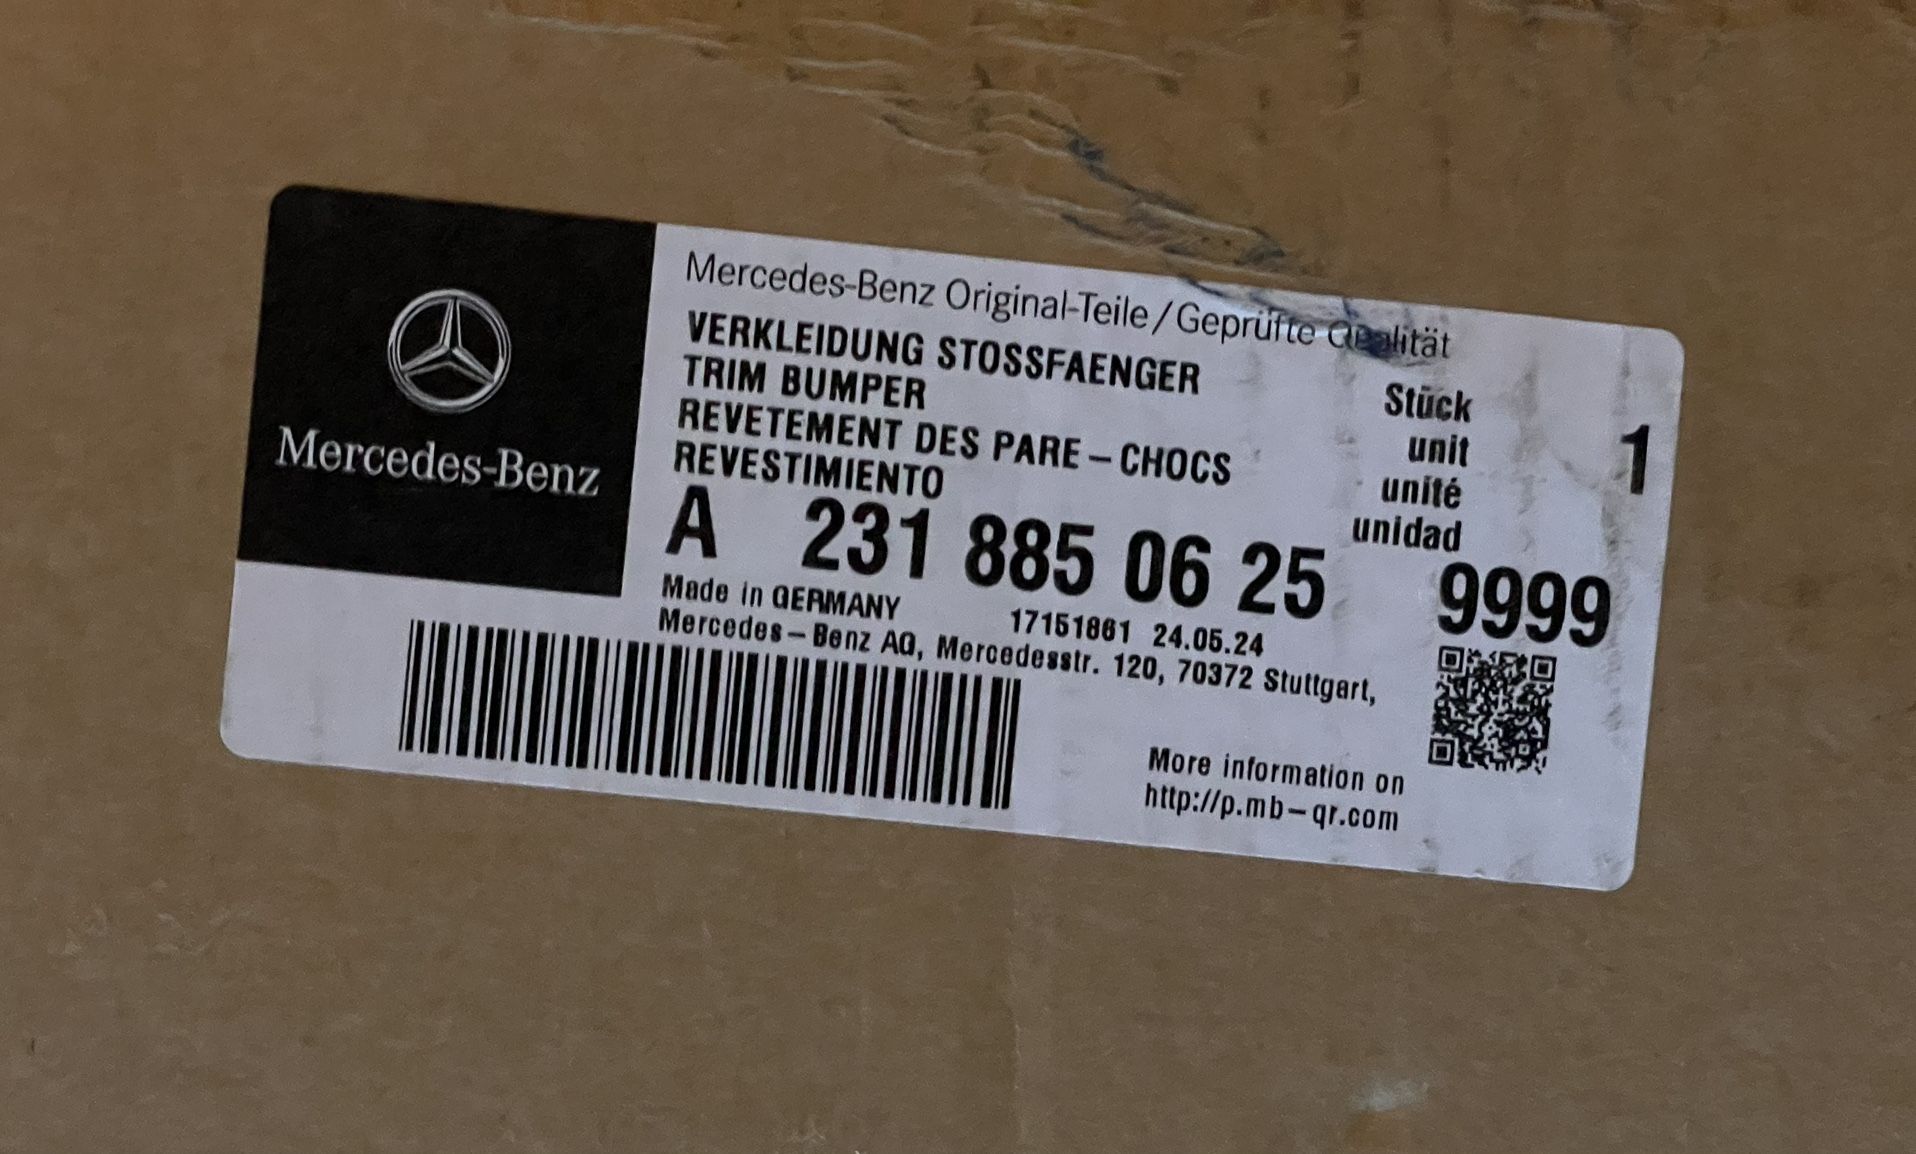 Mercedes-Benz
Mercedes-Benz Original-Teile / Geprüfte Qualität
VERKLEIDUNG STOSSFAENGER
TRIM BUMPER
REVETEMENT DES PARE-CHOCS
REVESTIMIENTO
Stück
unit
unité
unidad
1
A 231 885 06 25 9999
Made in GERMANY 17151861 24.05.24
Mercedes-Benz AG, Mercedesstr. 120, 70372 Stuttgart,
More information on
http://p.mb-qr.com